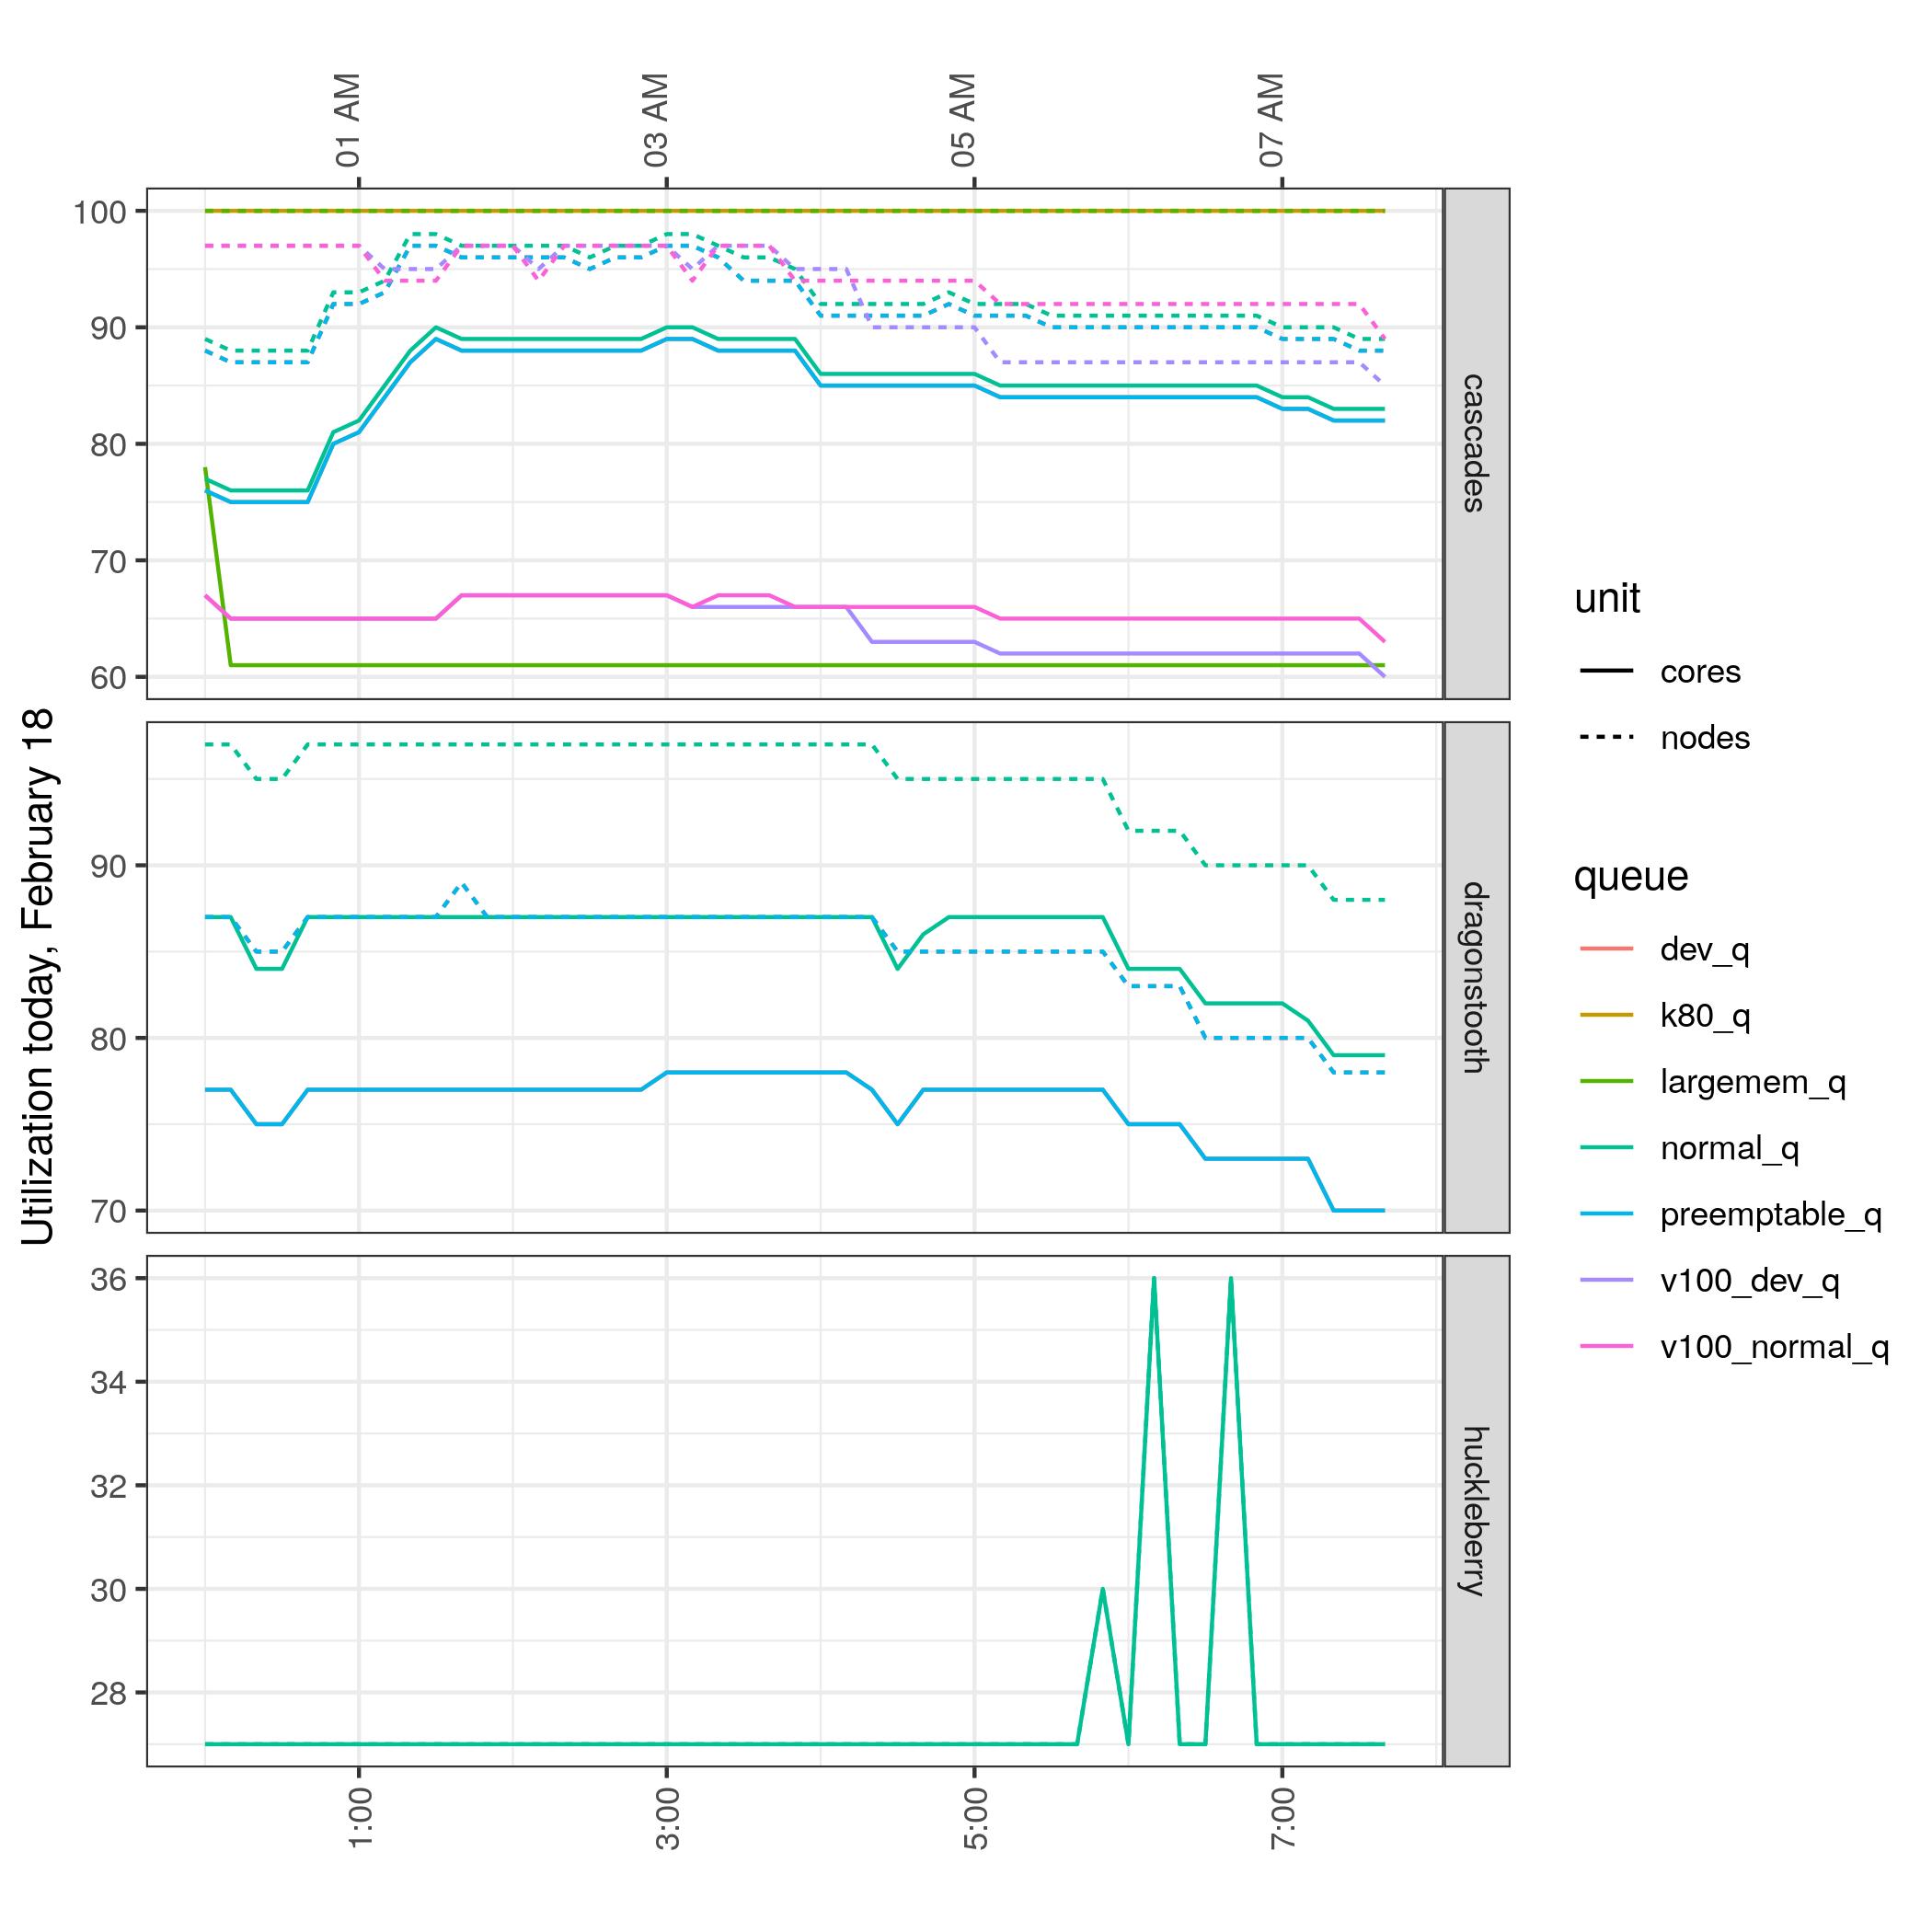 01 AM
03 AM
05 AM
07 AM
Utilization today, February 18
100
90
80
70
60
cascades
90
80
70
dragonstooth
36
34
32
30
28
huckleberry
1:00
3:00
5:00
7:00
unit
cores
nodes
queue
dev_q
k80_q
largemem_q
normal_q
preemptable_q
v100_dev_q
v100_normal_q